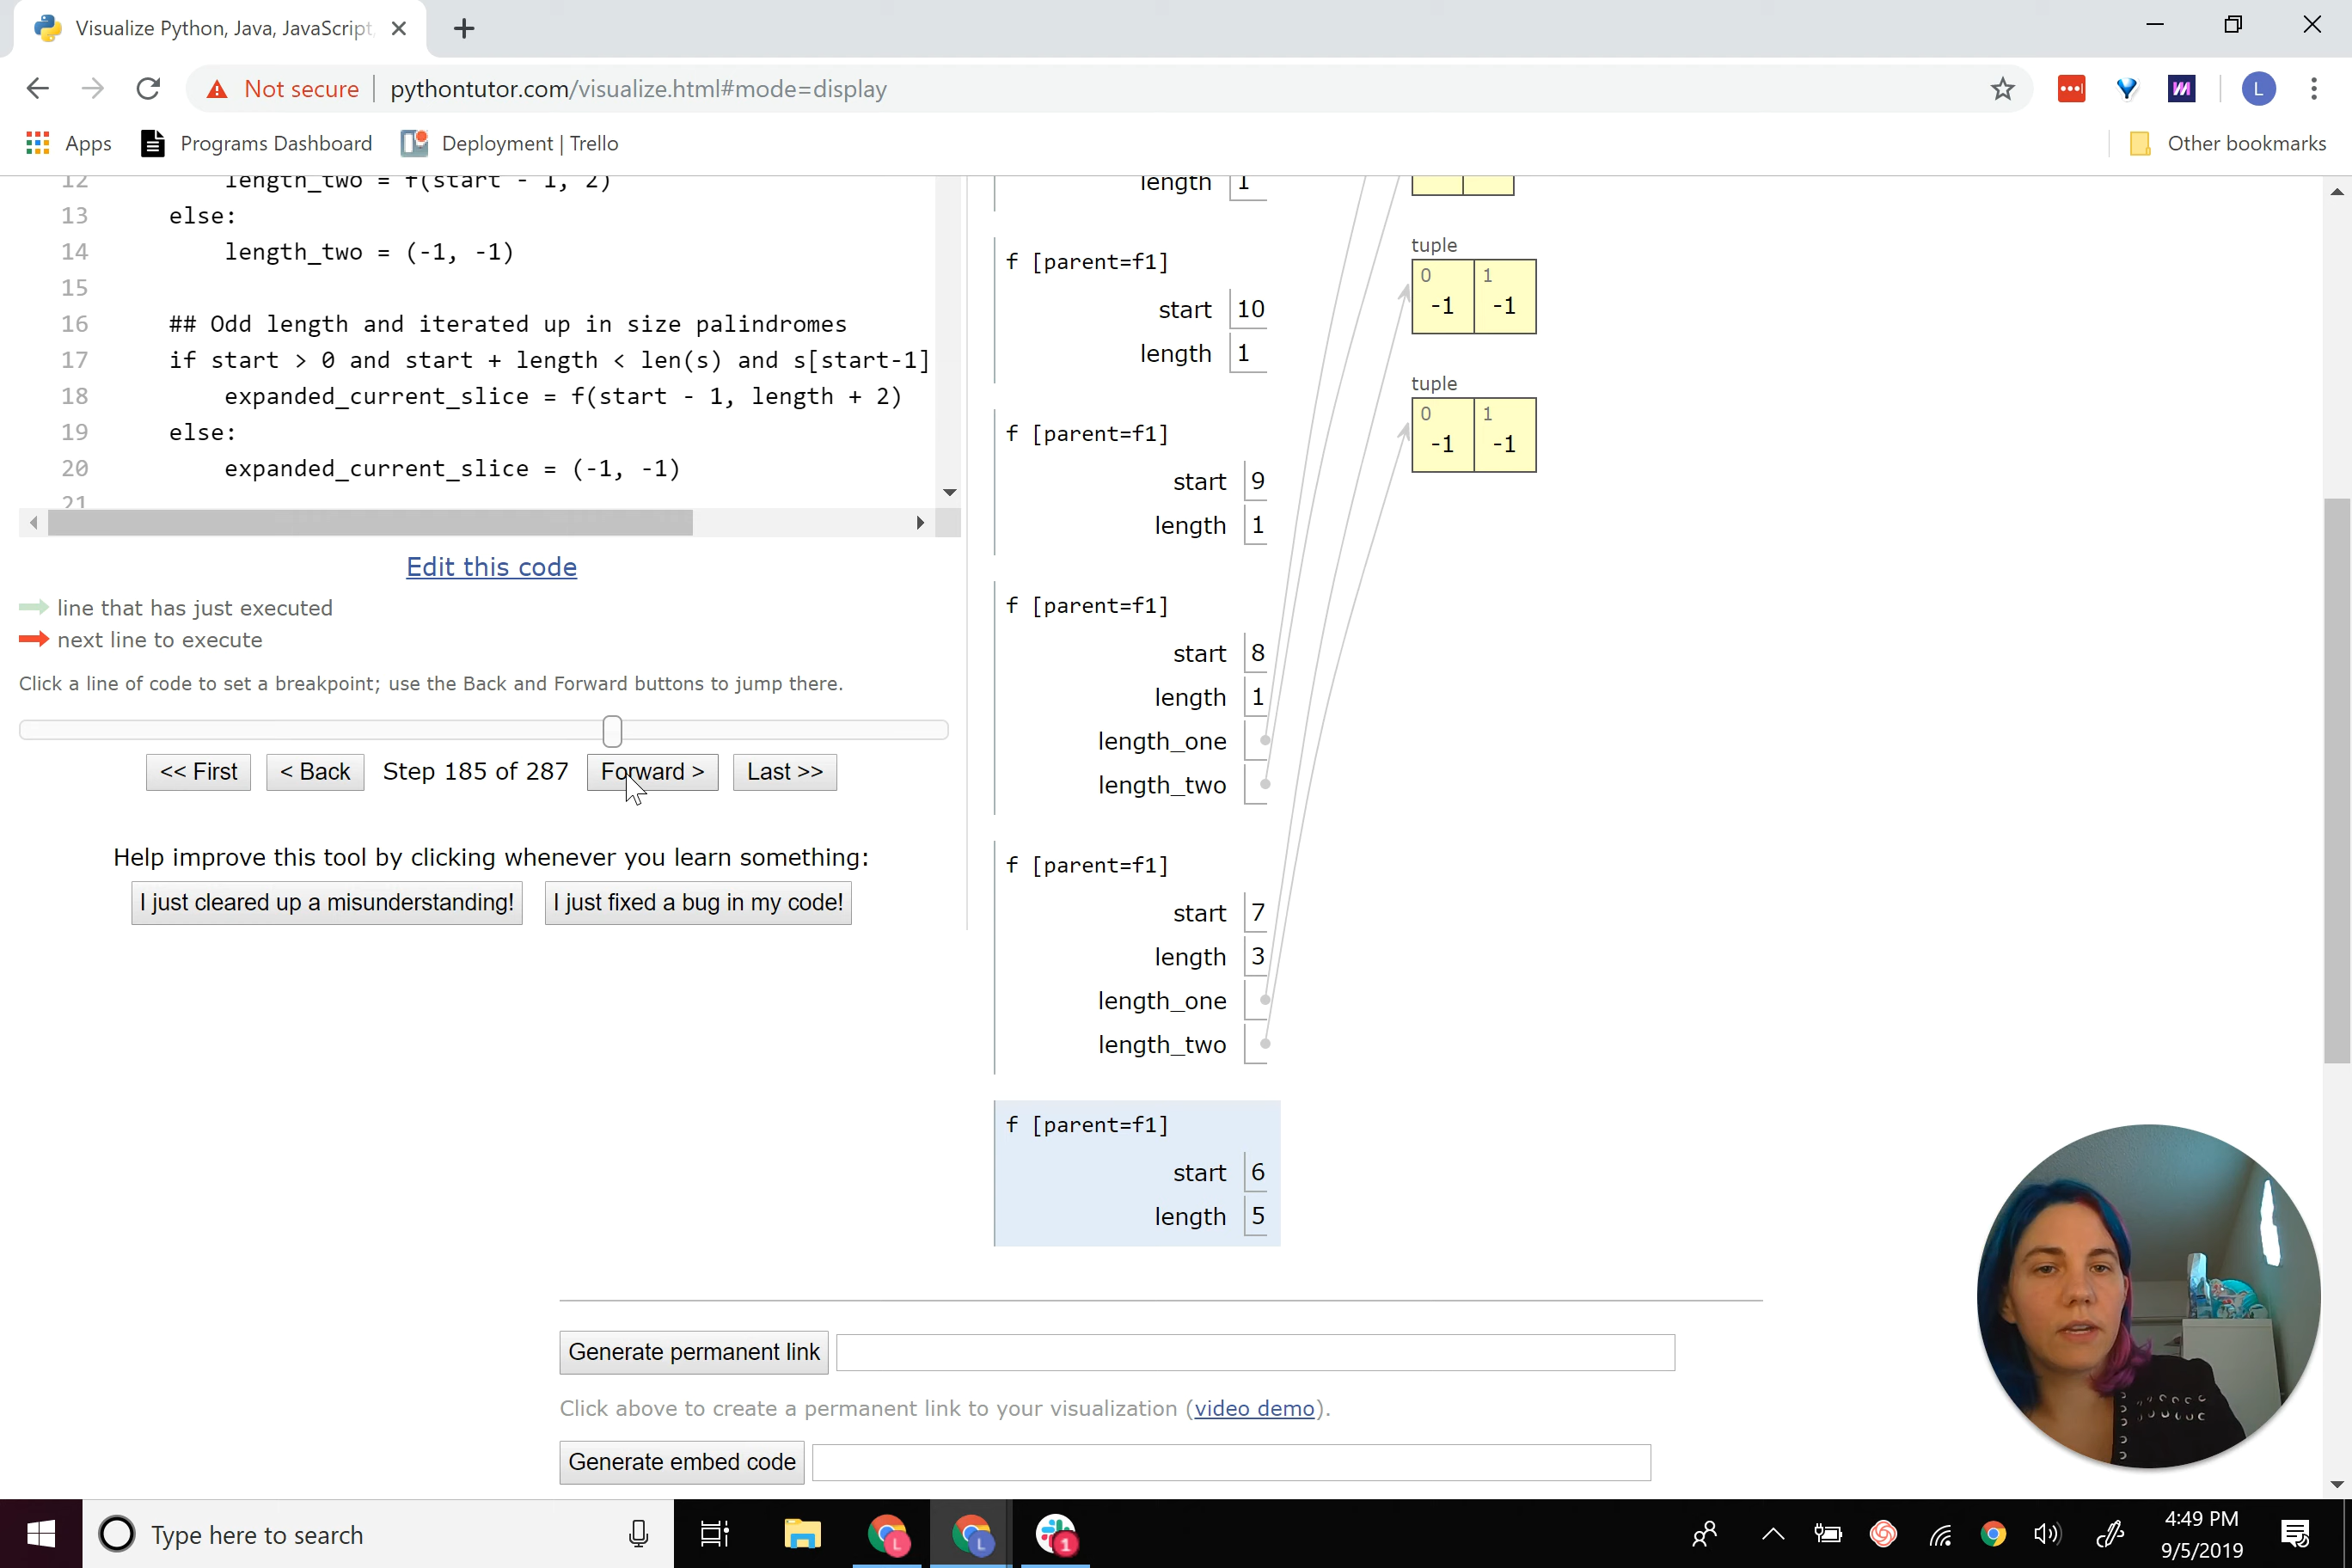 Visualize Python, Java, JavaScript,
Not secure
pythontutor.com/visualize.html#mode=display
L
Apps
Programs Dashboard
Deployment | Trello
Other bookmarks
12 length_two = f(start - 1, 2)
13 else:
14 length_two = (-1, -1)
15
16 ## Odd length and iterated up in size palindromes
17 if start > 0 and start + length < len(s) and s[start-1]
18 expanded_current_slice = f(start - 1, length + 2)
19 else:
20 expanded_current_slice = (-1, -1)
21
Edit this code
line that has just executed
next line to execute
Click a line of code to set a breakpoint; use the Back and Forward buttons to jump there.
<< First
< Back
Step 185 of 287
Forward >
Last >>
Help improve this tool by clicking whenever you learn something:
I just cleared up a misunderstanding!
I just fixed a bug in my code!
length 1
f [parent=f1]
start 10
length 1
f [parent=f1]
start 9
length 1
f [parent=f1]
start 8
length 1
length_one
length_two
f [parent=f1]
start 7
length 3
length_one
length_two
f [parent=f1]
start 6
length 5
tuple
0 1
-1 -1
tuple
0 1
-1 -1
Generate permanent link
Click above to create a permanent link to your visualization (video demo).
Generate embed code
Type here to search
L
L
1
4:49 PM
9/5/2019